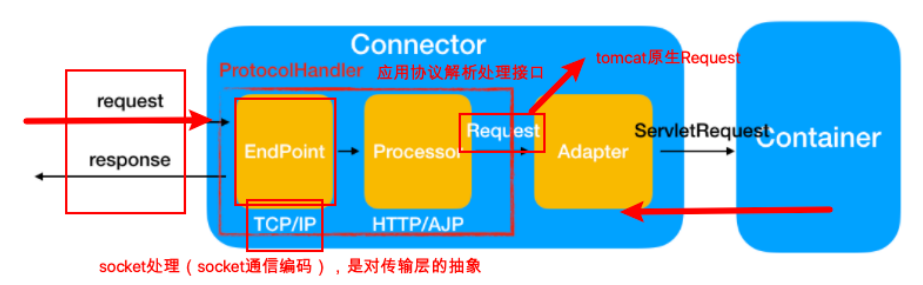 Connector
ProtocolHandler 应用协议解析处理接口
tomcat原生Request
request
response
EndPoint
Processor
Request
Adapter
ServletRequest
Container
TCP/IP
HTTP/AJP
socket处理（socket通信编码），是对传输层的抽象